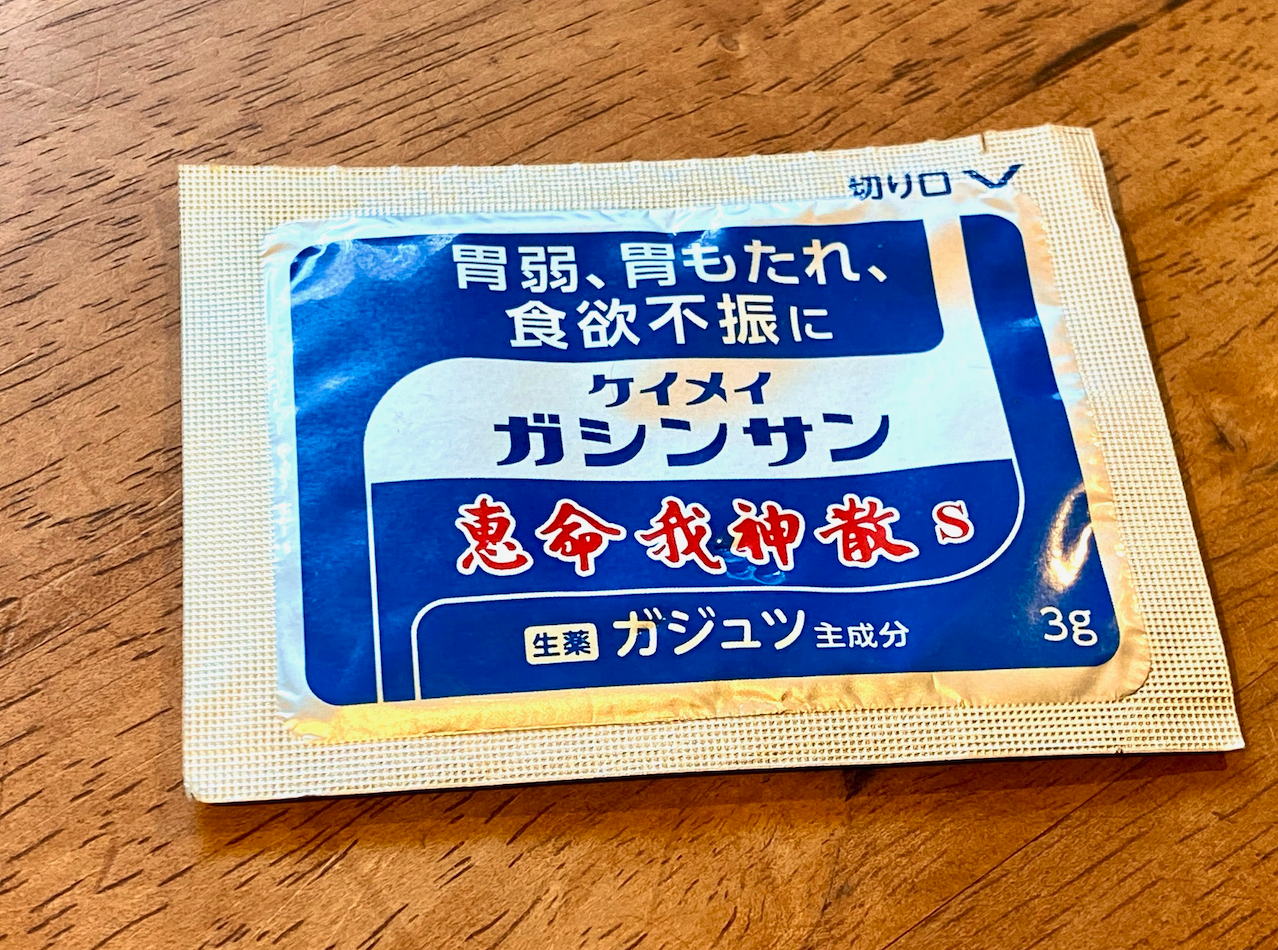 切り口
胃弱、胃もたれ、
食欲不振に
ケイメイ
ガシンサン
恵命我神散S
生薬 ガジュツ主成分
3g